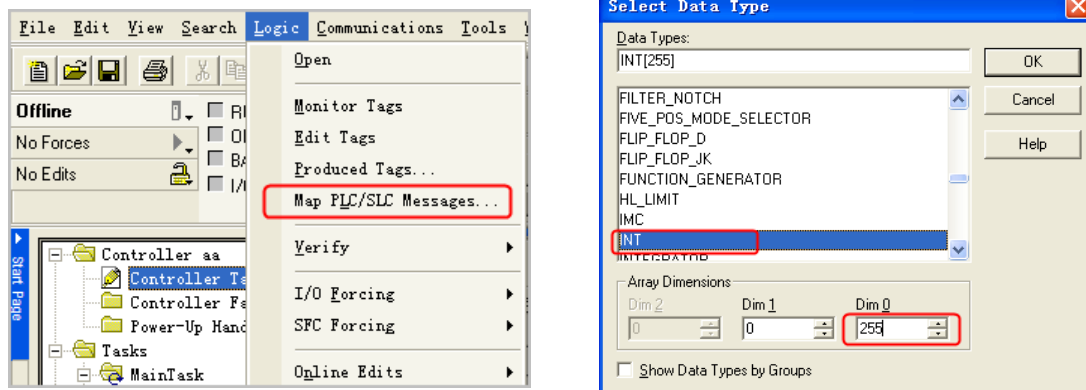 File Edit View Search Logic Communications Tools
Open
Offline
No Forces
No Edits
Monitor Tags
Edit Tags
Produced Tags...
Map PLC/SLC Messages...
Verify
I/O Forcing
SFC Forcing
Online Edits
Start Page
Controller aa
Controller
Controller
Power-Up
Tasks
MainTask
Select Data Type
Data Types:
INT[255]
OK
Cancel
Help
FILTER_NOTCH
FIVE_POS_MODE_SELECTOR
FLIP_FLOP_D
FLIP_FLOP_JK
FUNCTION_GENERATOR
HL_LIMIT
IMC
INT
INTEGRATOR
Array Dimensions
Dim 2 Dim 1 Dim 0
0 0 255
Show Data Types by Groups